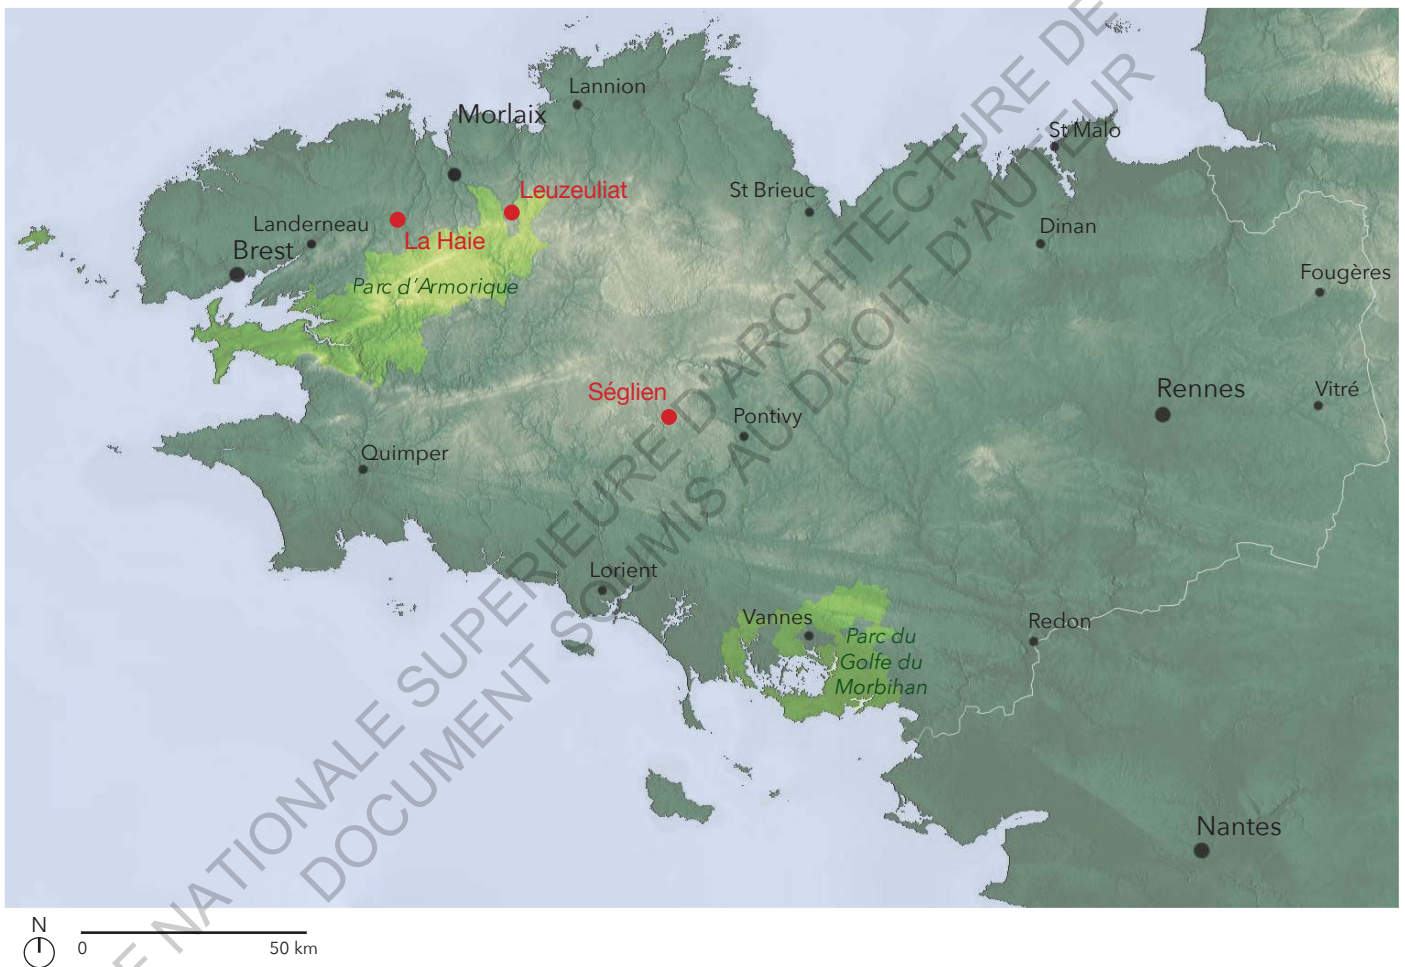 Lannion
Morlaix
St Malo
Leuzeuliat
St Brieuc
Landerneau
La Haie
Dinan
Brest
Fougères
Parc d'Armorique
Séglien
Rennes
Vitré
Pontivy
Quimper
Lorient
Vannes
Redon
Parc du
Golfe du
Morbihan
Nantes
E NATIONALE SUPERIEURE D'ARCHITECTURE DE
DOCUMENT SOUMIS AU DROIT D'AUTEUR
N
0 50 km